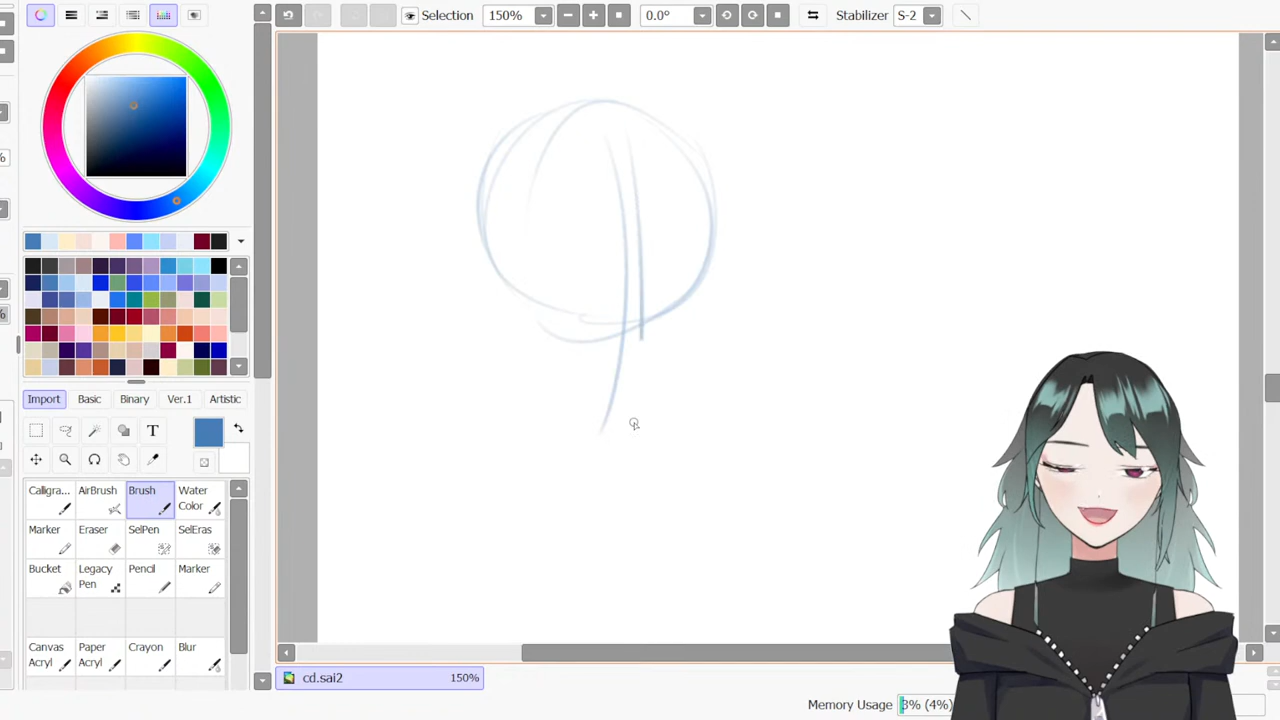 Selection
150%
0.0°
Stabilizer
S-2
%
%
Import
Basic
Binary
Ver.1
Artistic
T
Calligra...
AirBrush
Brush
Water
Color
Marker
Eraser
SelPen
SelEras
Bucket
Legacy
Pen
Pencil
Marker
Canvas
Acryl
Paper
Acryl
Crayon
Blur
cd.sai2
150%
Memory Usage
3% (4%)